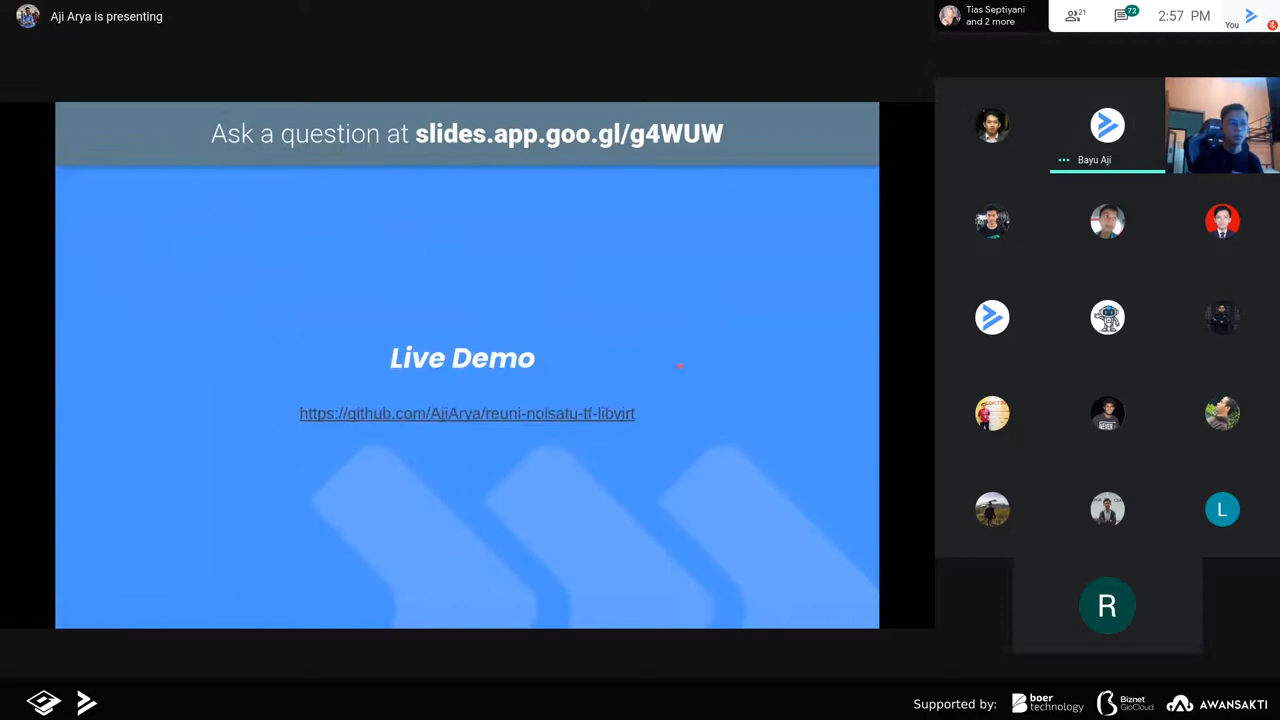 Aji Arya is presenting
Tias Septiyani
and 2 more
21
72
2:57 PM
You
Ask a question at slides.app.goo.gl/g4WUW
Bayu Aji
Live Demo
https://github.com/AjiArya/reuni-nolsatu-tf-libvirt
L
R
Supported by:
boer
technology
Biznet
GioCloud
AWANSAKTI